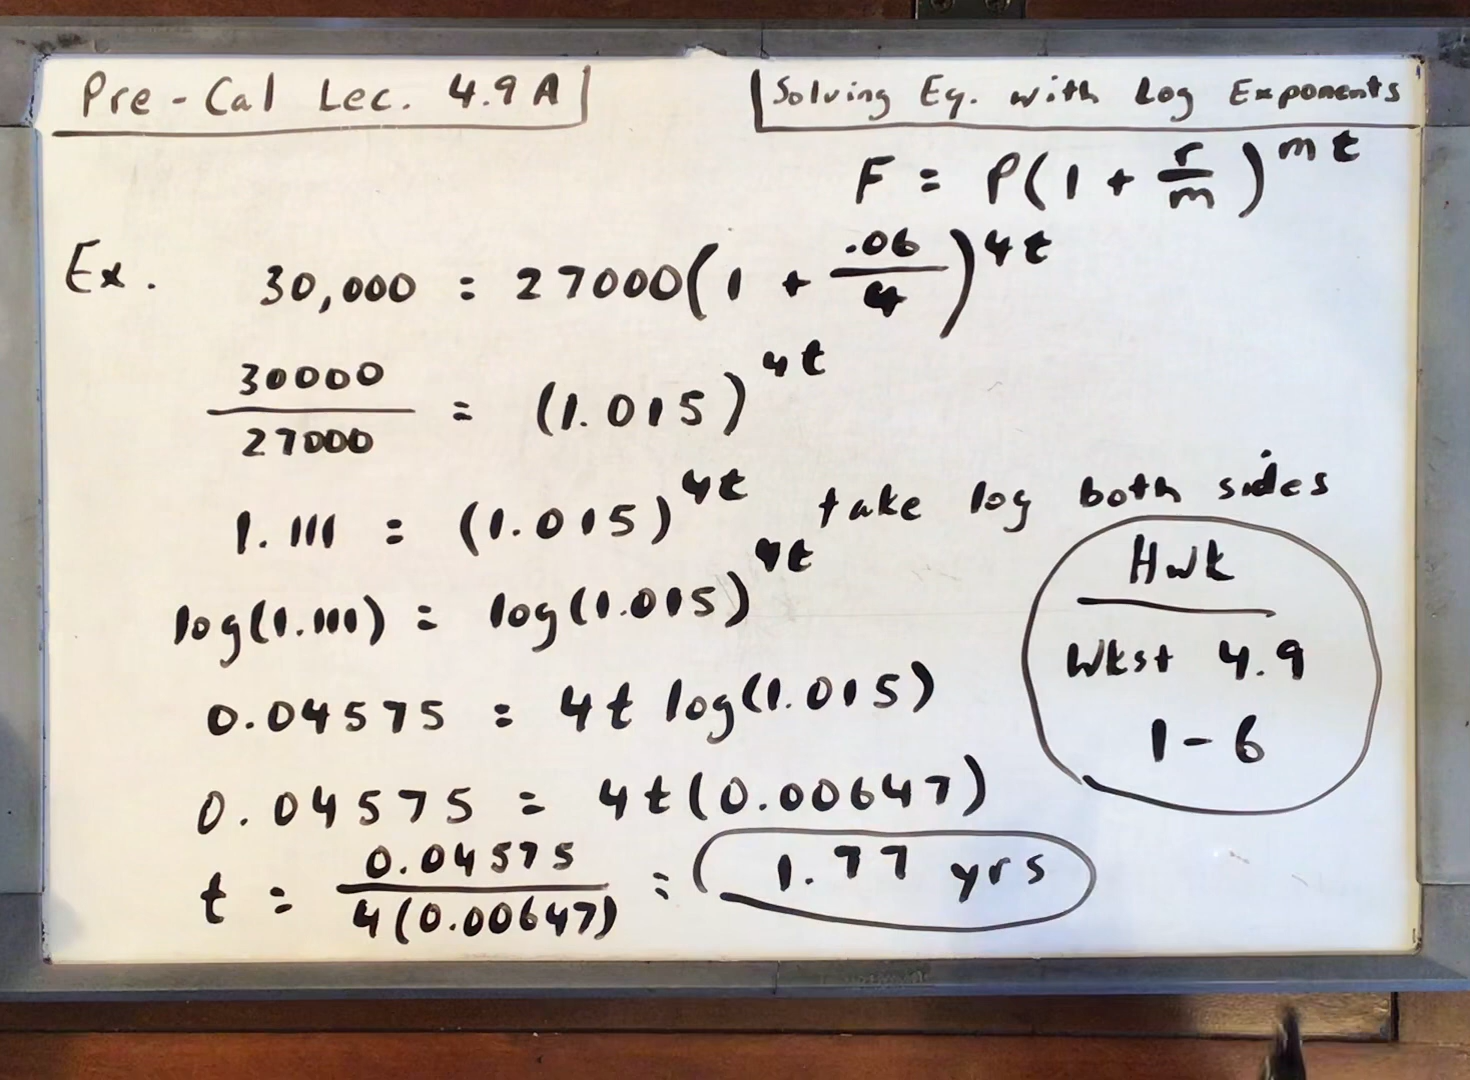 Pre-Cal Lec. 4.9A
Solving Eq. with Log Exponents
F = P(1 + r/m)^mt
Ex. 30,000 = 27000(1 + .06/4)^4t
30000/27000 = (1.015)^4t
1.111 = (1.015)^4t take log both sides
log(1.111) = log(1.015)^4t
0.04575 = 4t log(1.015)
0.04575 = 4t(0.00647)
t = 0.04575/4(0.00647) = 1.77 yrs
Hwk
Wkst 4.9
1-6